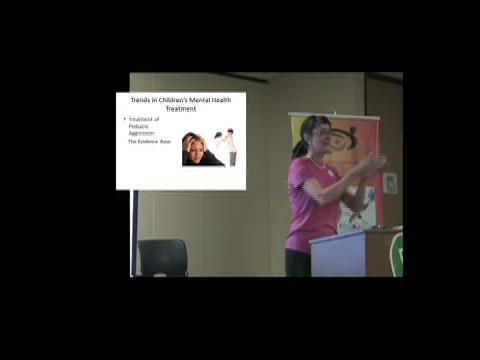 Trends in Children's Mental Health
Treatment
• Treatment of
Pediatric
Aggression:
The Evidence Base